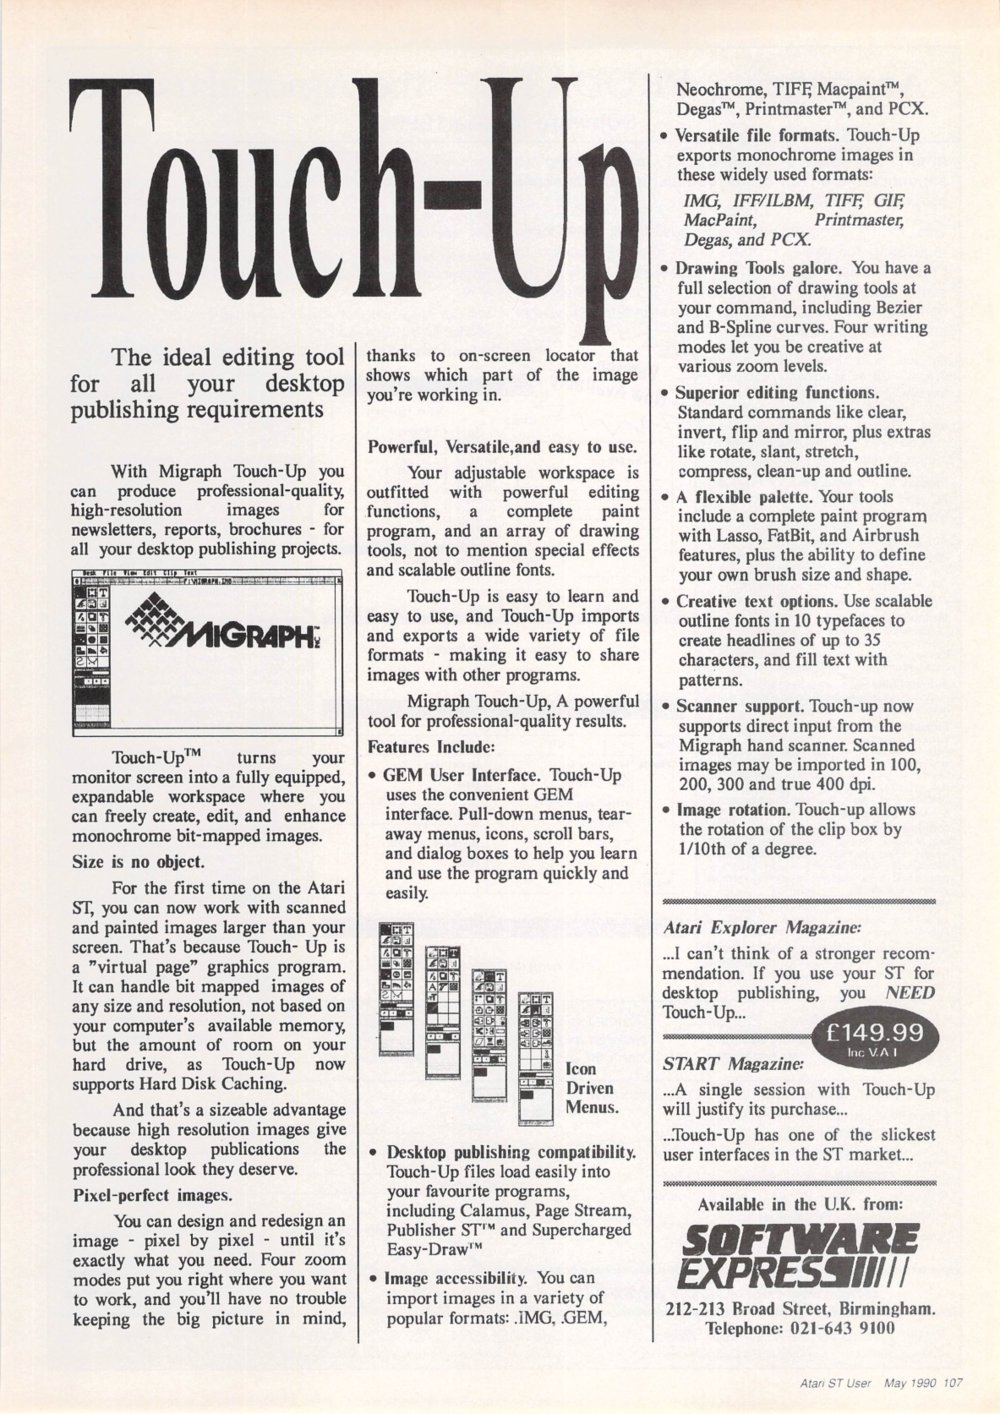 Touch-Up
The ideal editing tool
for all your desktop
publishing requirements
With Migraph Touch-Up you
can produce professional-quality,
high-resolution images for
newsletters, reports, brochures - for
all your desktop publishing projects.
Desk File View Edit Clip Text
F:\MIGRAPH.IMG
MIGRAPH INC ™
Touch-Up™ turns your
monitor screen into a fully equipped,
expandable workspace where you
can freely create, edit, and enhance
monochrome bit-mapped images.
Size is no object.
For the first time on the Atari
ST, you can now work with scanned
and painted images larger than your
screen. That's because Touch- Up is
a "virtual page" graphics program.
It can handle bit mapped images of
any size and resolution, not based on
your computer's available memory,
but the amount of room on your
hard drive, as Touch-Up now
supports Hard Disk Caching.
And that's a sizeable advantage
because high resolution images give
your desktop publications the
professional look they deserve.
Pixel-perfect images.
You can design and redesign an
image - pixel by pixel - until it's
exactly what you need. Four zoom
modes put you right where you want
to work, and you'll have no trouble
keeping the big picture in mind,
thanks to on-screen locator that
shows which part of the image
you're working in.
Powerful, Versatile,and easy to use.
Your adjustable workspace is
outfitted with powerful editing
functions, a complete paint
program, and an array of drawing
tools, not to mention special effects
and scalable outline fonts.
Touch-Up is easy to learn and
easy to use, and Touch-Up imports
and exports a wide variety of file
formats - making it easy to share
images with other programs.
Migraph Touch-Up, A powerful
tool for professional-quality results.
Features Include:
• GEM User Interface. Touch-Up
uses the convenient GEM
interface. Pull-down menus, tear-
away menus, icons, scroll bars,
and dialog boxes to help you learn
and use the program quickly and
easily.
Icon
Driven
Menus.
• Desktop publishing compatibility.
Touch-Up files load easily into
your favourite programs,
including Calamus, Page Stream,
Publisher ST™ and Supercharged
Easy-Draw™
• Image accessibility. You can
import images in a variety of
popular formats: .IMG, .GEM,
Neochrome, TIFF, Macpaint™,
Degas™, Printmaster™, and PCX.
• Versatile file formats. Touch-Up
exports monochrome images in
these widely used formats:
IMG, IFF/ILBM, TIFF, GIF,
MacPaint, Printmaster,
Degas, and PCX.
• Drawing Tools galore. You have a
full selection of drawing tools at
your command, including Bezier
and B-Spline curves. Four writing
modes let you be creative at
various zoom levels.
• Superior editing functions.
Standard commands like clear,
invert, flip and mirror, plus extras
like rotate, slant, stretch,
compress, clean-up and outline.
• A flexible palette. Your tools
include a complete paint program
with Lasso, FatBit, and Airbrush
features, plus the ability to define
your own brush size and shape.
• Creative text options. Use scalable
outline fonts in 10 typefaces to
create headlines of up to 35
characters, and fill text with
patterns.
• Scanner support. Touch-up now
supports direct input from the
Migraph hand scanner. Scanned
images may be imported in 100,
200, 300 and true 400 dpi.
• Image rotation. Touch-up allows
the rotation of the clip box by
1/10th of a degree.
Atari Explorer Magazine:
...I can't think of a stronger recom-
mendation. If you use your ST for
desktop publishing, you NEED
Touch-Up...
£149.99
Inc V.A.T
START Magazine:
...A single session with Touch-Up
will justify its purchase...
...Touch-Up has one of the slickest
user interfaces in the ST market...
Available in the U.K. from:
SOFTWARE
EXPRESS
212-213 Broad Street, Birmingham.
Telephone: 021-643 9100
Atari ST User May 1990 107